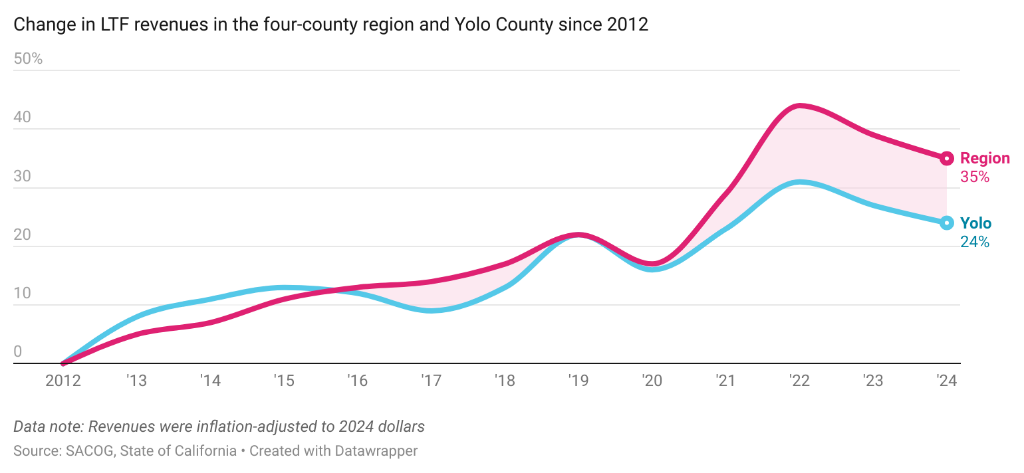 Change in LTF revenues in the four-county region and Yolo County since 2012
50%
40
30
20
10
0
Region
35%
Yolo
24%
2012 '13 '14 '15 '16 '17 '18 '19 '20 '21 '22 '23 '24
Data note: Revenues were inflation-adjusted to 2024 dollars
Source: SACOG, State of California • Created with Datawrapper